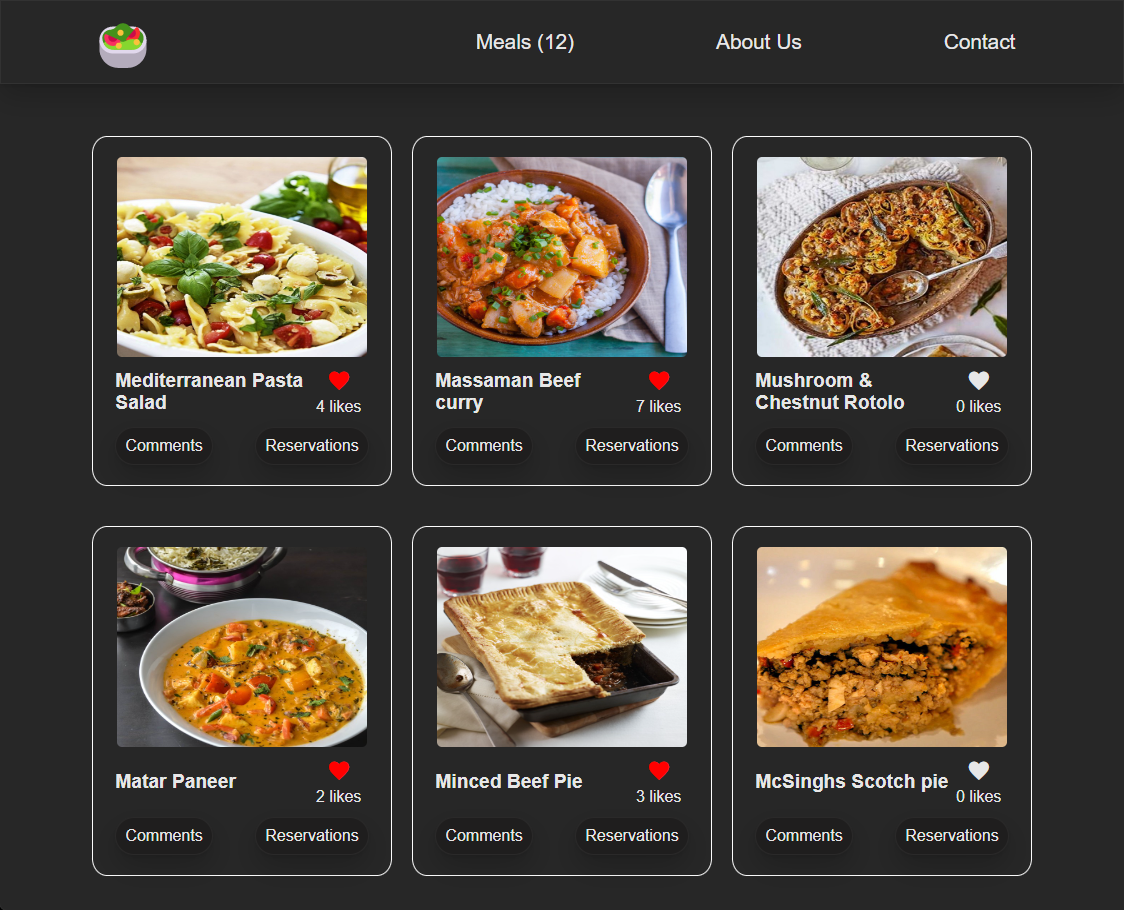 Meals (12) About Us Contact
Mediterranean Pasta
Salad
4 likes
Comments Reservations
Massaman Beef
curry
7 likes
Comments Reservations
Mushroom &
Chestnut Rotolo
0 likes
Comments Reservations
Matar Paneer
2 likes
Comments Reservations
Minced Beef Pie
3 likes
Comments Reservations
McSinghs Scotch pie
0 likes
Comments Reservations